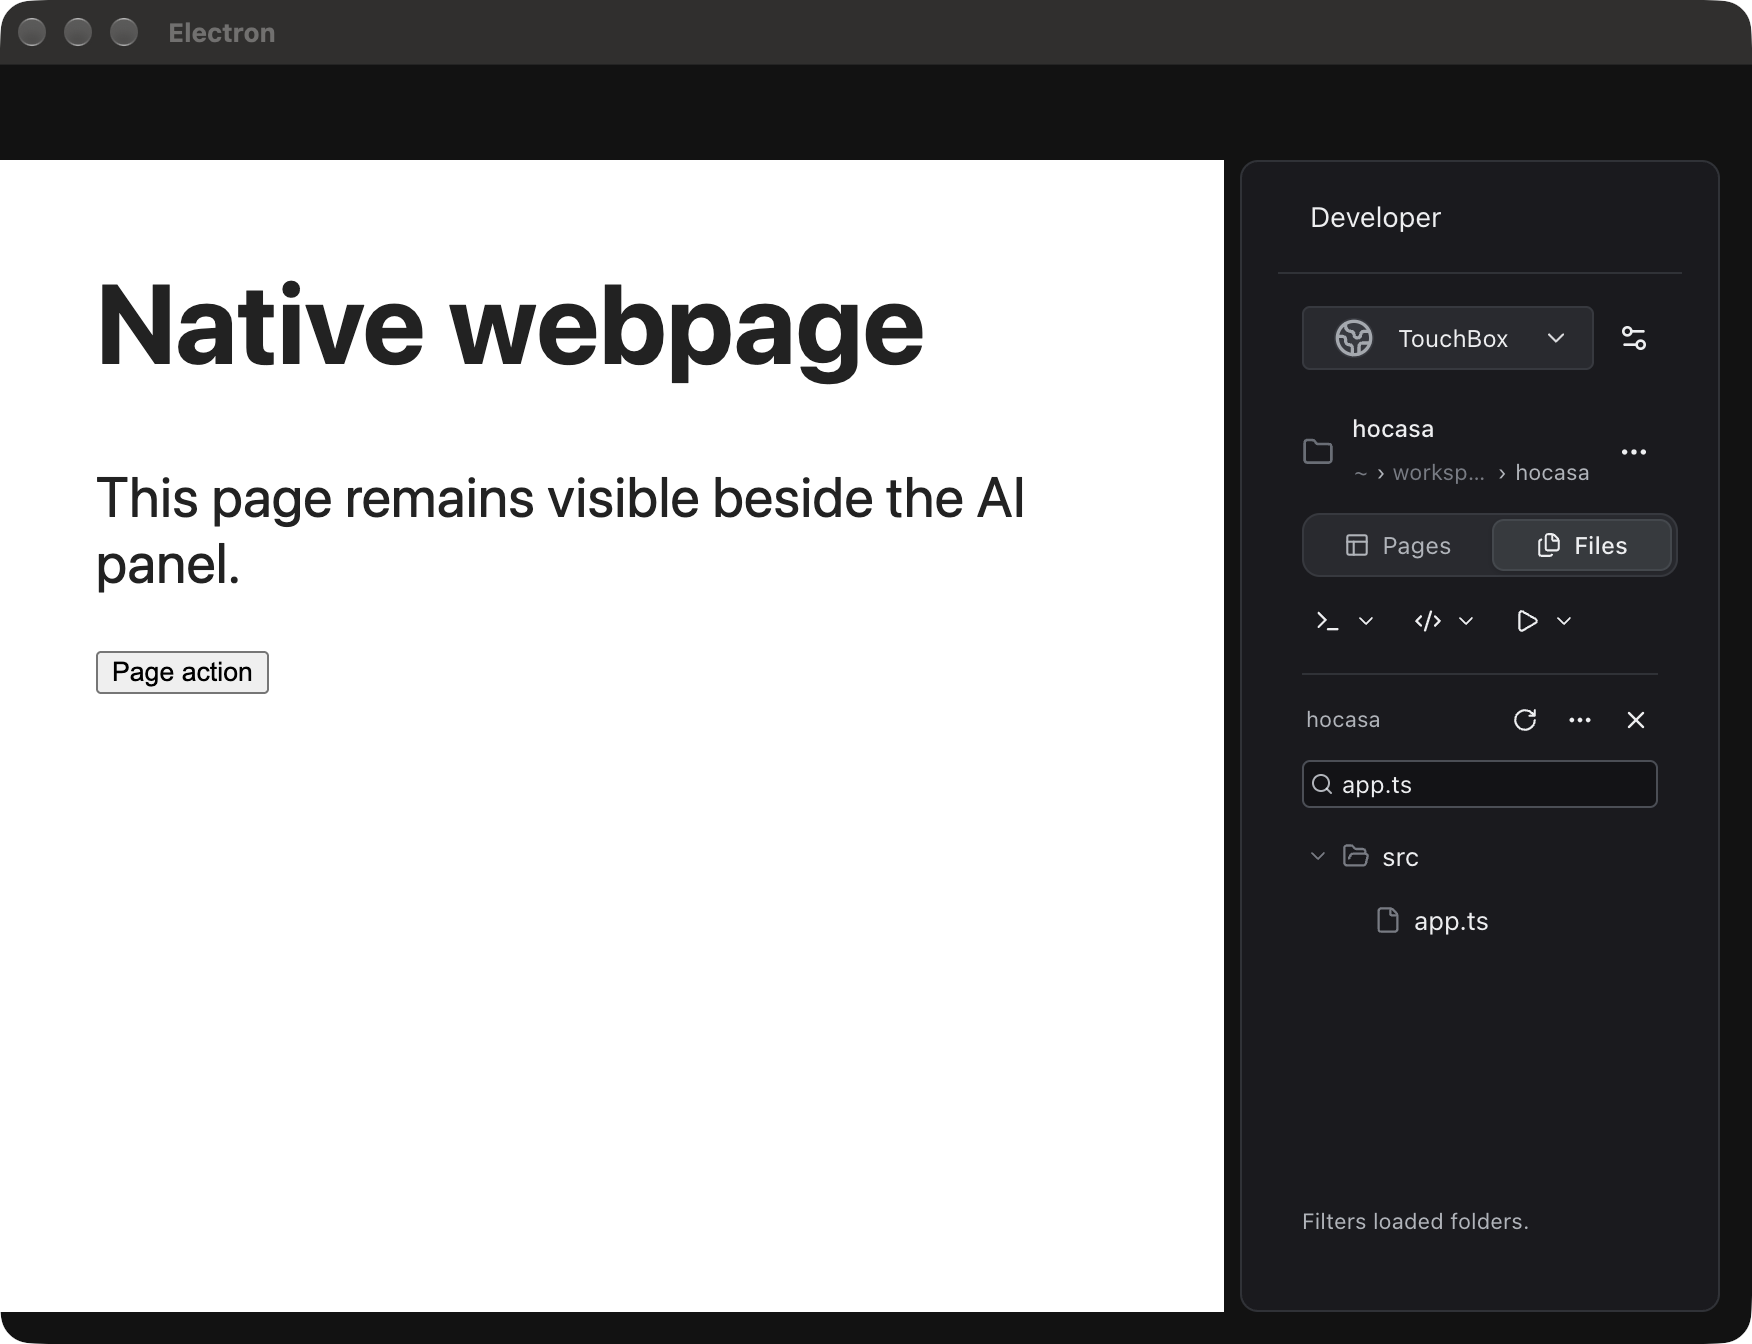 Electron
Native webpage
This page remains visible beside the AI
panel.
Page action
Developer
TouchBox
hocasa
~ › worksp... › hocasa
Pages
Files
hocasa
app.ts
src
app.ts
Filters loaded folders.